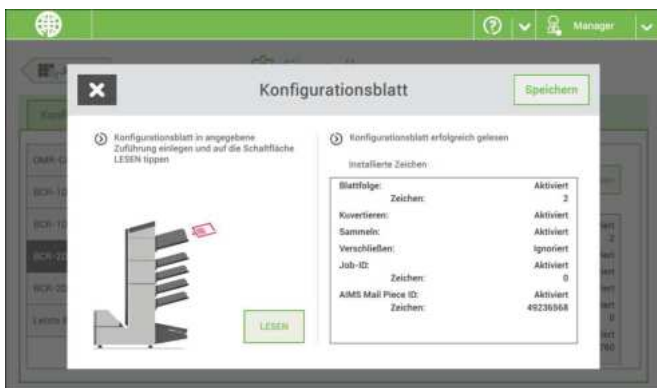 Manager
Konfigurationsblatt
Speichern
Konfigurationsblatt in angegebene
Zuführung einlegen und auf die Schaltfläche
LESEN tippen
LESEN
Konfigurationsblatt erfolgreich gelesen
Installierte Zeichen
Blattfolge: Aktiviert
Zeichen: 2
Kuvertieren: Aktiviert
Sammeln: Aktiviert
Verschließen: Ignoriert
Job-ID: Aktiviert
Zeichen: 0
AIMS Mail Piece ID: Aktiviert
Zeichen: 49236568